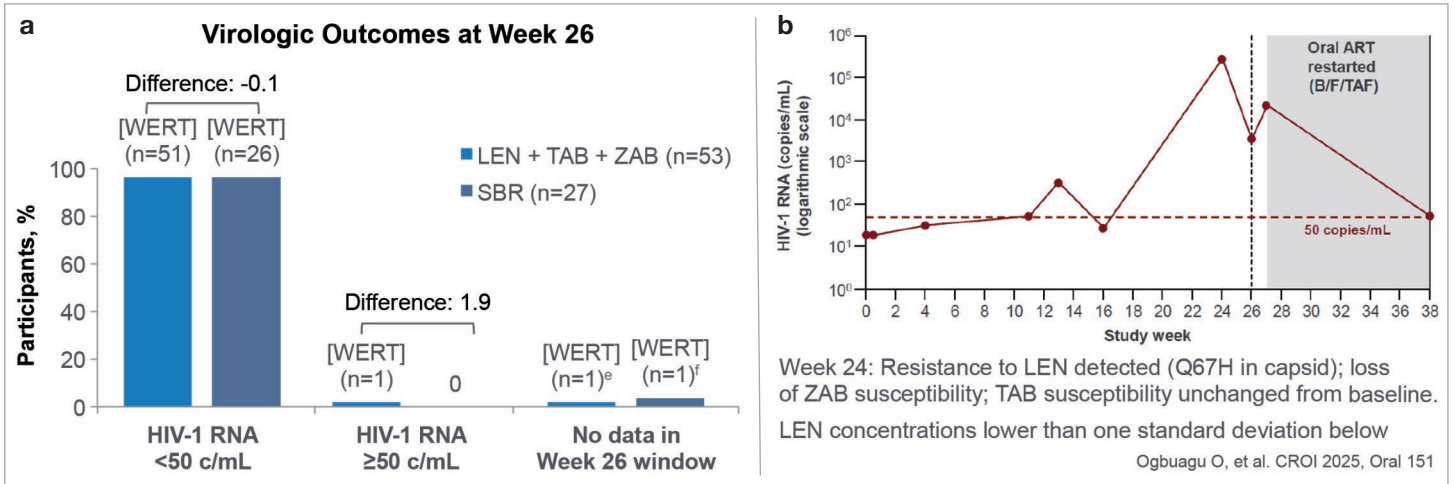 a
Virologic Outcomes at Week 26
Difference: -0.1
[WERT] [WERT]
(n=51) (n=26)
LEN + TAB + ZAB (n=53)
SBR (n=27)
Participants, %
100
80
60
40
20
0
Difference: 1.9
[WERT]
(n=1)
0
[WERT] [WERT]
(n=1)e (n=1)f
HIV-1 RNA
<50 c/mL
HIV-1 RNA
≥50 c/mL
No data in
Week 26 window
b
HIV-1 RNA (copies/mL)
(logarithmic scale)
10⁶
10⁵
10⁴
10³
10²
10¹
10⁰
Oral ART
restarted
(B/F/TAF)
50 copies/mL
0 2 4 6 8 10 12 14 16 18 20 22 24 26 28 30 32 34 36 38
Study week
Week 24: Resistance to LEN detected (Q67H in capsid); loss
of ZAB susceptibility; TAB susceptibility unchanged from baseline.
LEN concentrations lower than one standard deviation below
Ogbuagu O, et al. CROI 2025, Oral 151